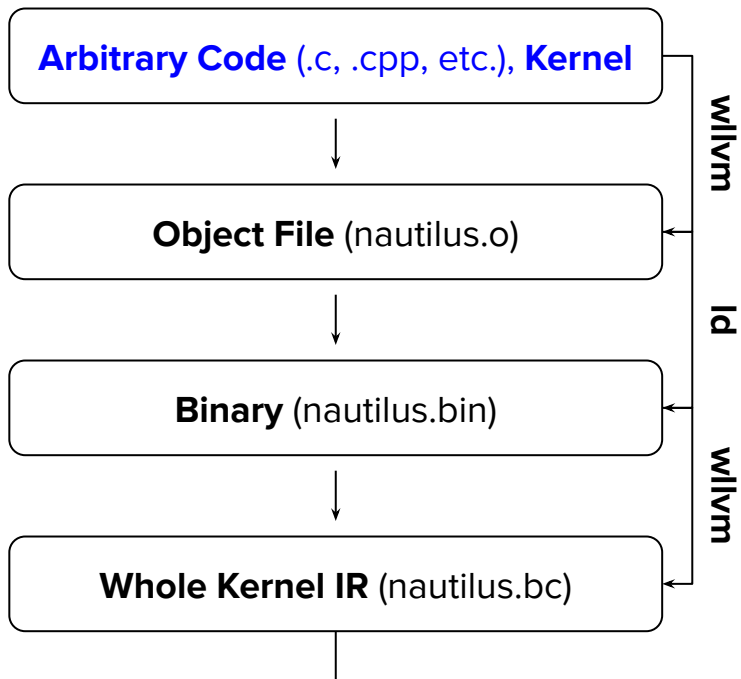 Arbitrary Code (.c, .cpp, etc.), Kernel
wllvm
Object File (nautilus.o)
ld
Binary (nautilus.bin)
wllvm
Whole Kernel IR (nautilus.bc)